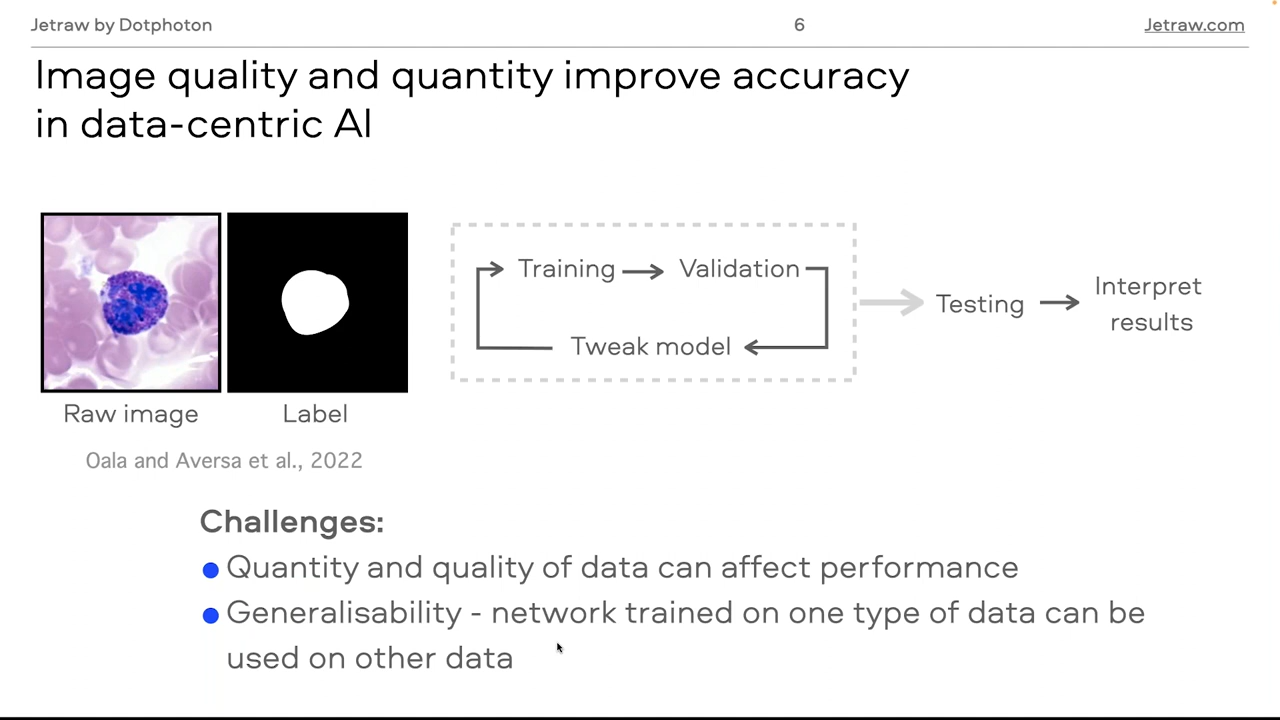 Jetraw by Dotphoton
6
Jetraw.com
Image quality and quantity improve accuracy
in data-centric AI
Training
Validation
Tweak model
Testing
Interpret
results
Raw image
Label
Oala and Aversa et al., 2022
Challenges:
Quantity and quality of data can affect performance
Generalisability - network trained on one type of data can be
used on other data